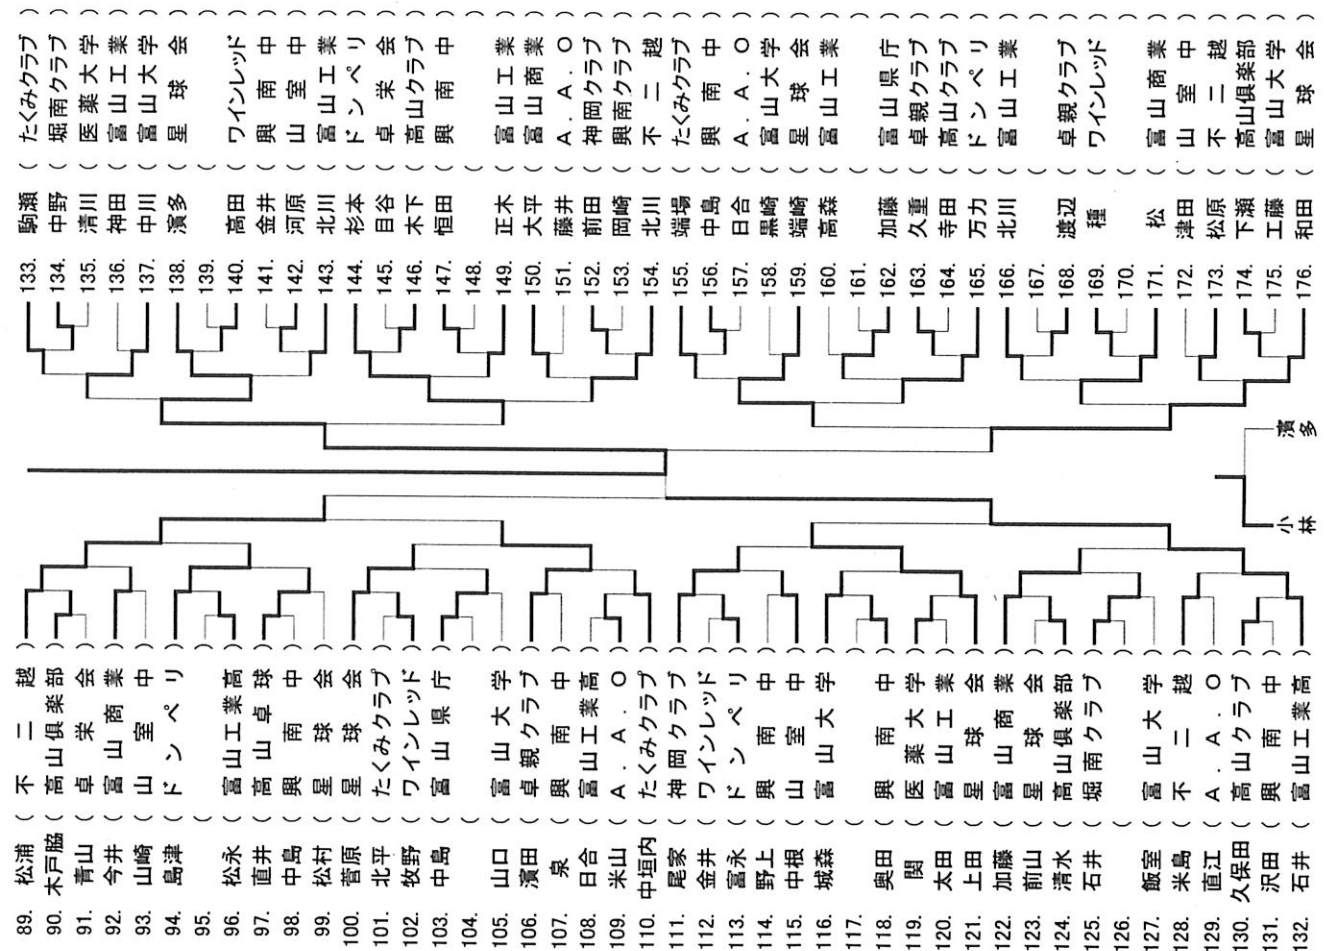 89. 松浦 ( 不二越 )
90. 木戸脇 ( 高山倶楽部 )
91. 青山 ( 卓栄会 )
92. 今井 ( 富山商業 )
93. 山崎 ( 山室中 )
94. 島津 ( ドンペリ )
95. ( )
96. 松永 ( 富山工業高 )
97. 直井 ( 高山卓球 )
98. 中島 ( 興南中 )
99. 松村 ( 星球会 )
100. 菅原 ( 星球会 )
101. 北平 ( たくみクラブ )
102. 牧野 ( ワインレッド )
103. 中島 ( 富山県庁 )
104. ( )
105. 山口 ( 富山大学 )
106. 濱田 ( 卓親クラブ )
107. 泉 ( 興南中 )
108. 日合 ( 富山工業高 )
109. 米山 ( A.A.O )
110. 中垣内 ( たくみクラブ )
111. 尾家 ( 神岡クラブ )
112. 金井 ( ワインレッド )
113. 富永 ( ドンペリ )
114. 野上 ( 興南中 )
115. 中根 ( 山室中 )
116. 城森 ( 富山大学 )
117. ( )
118. 奥田 ( 興南中 )
119. 関 ( 医薬大学 )
120. 太田 ( 富山工業 )
121. 上田 ( 星球会 )
122. 加藤 ( 富山商業 )
123. 前山 ( 星球会 )
124. 清水 ( 高山倶楽部 )
125. 石井 ( 堀南クラブ )
126. ( )
127. 飯室 ( 富山大学 )
128. 米島 ( 不二越 )
129. 直江 ( A.A.O )
130. 久保田 ( 高山クラブ )
131. 沢田 ( 興南中 )
132. 石井 ( 富山工業高 )
小林
濱多
133. 駒瀬 ( たくみクラブ )
134. 中野 ( 堀南クラブ )
135. 清川 ( 医薬大学 )
136. 神田 ( 富山工業 )
137. 中川 ( 富山大学 )
138. 濱多 ( 星球会 )
139. ( )
140. 高田 ( ワインレッド )
141. 金井 ( 興南中 )
142. 河原 ( 山室中 )
143. 北川 ( 富山工業 )
144. 杉本 ( ドンペリ )
145. 目谷 ( 卓栄会 )
146. 木下 ( 高山クラブ )
147. 恒田 ( 興南中 )
148. ( )
149. 正木 ( 富山工業 )
150. 大平 ( 富山商業 )
151. 藤井 ( A.A.O )
152. 前田 ( 神岡クラブ )
153. 岡崎 ( 興南クラブ )
154. 北川 ( 不二越 )
155. 端場 ( たくみクラブ )
156. 中島 ( 興南中 )
157. 日合 ( A.A.O )
158. 黒崎 ( 富山大学 )
159. 端崎 ( 星球会 )
160. 高森 ( 富山工業 )
161. ( )
162. 加藤 ( 富山県庁 )
163. 久重 ( 卓親クラブ )
164. 寺田 ( 高山クラブ )
165. 万力 ( ドンペリ )
166. 北川 ( 富山工業 )
167. ( )
168. 渡辺 ( 卓親クラブ )
169. 種 ( ワインレッド )
170. ( )
171. 松 ( 富山商業 )
172. 津田 ( 山室中 )
173. 松原 ( 不二越 )
174. 下瀬 ( 高山倶楽部 )
175. 工藤 ( 富山大学 )
176. 和田 ( 星球会 )